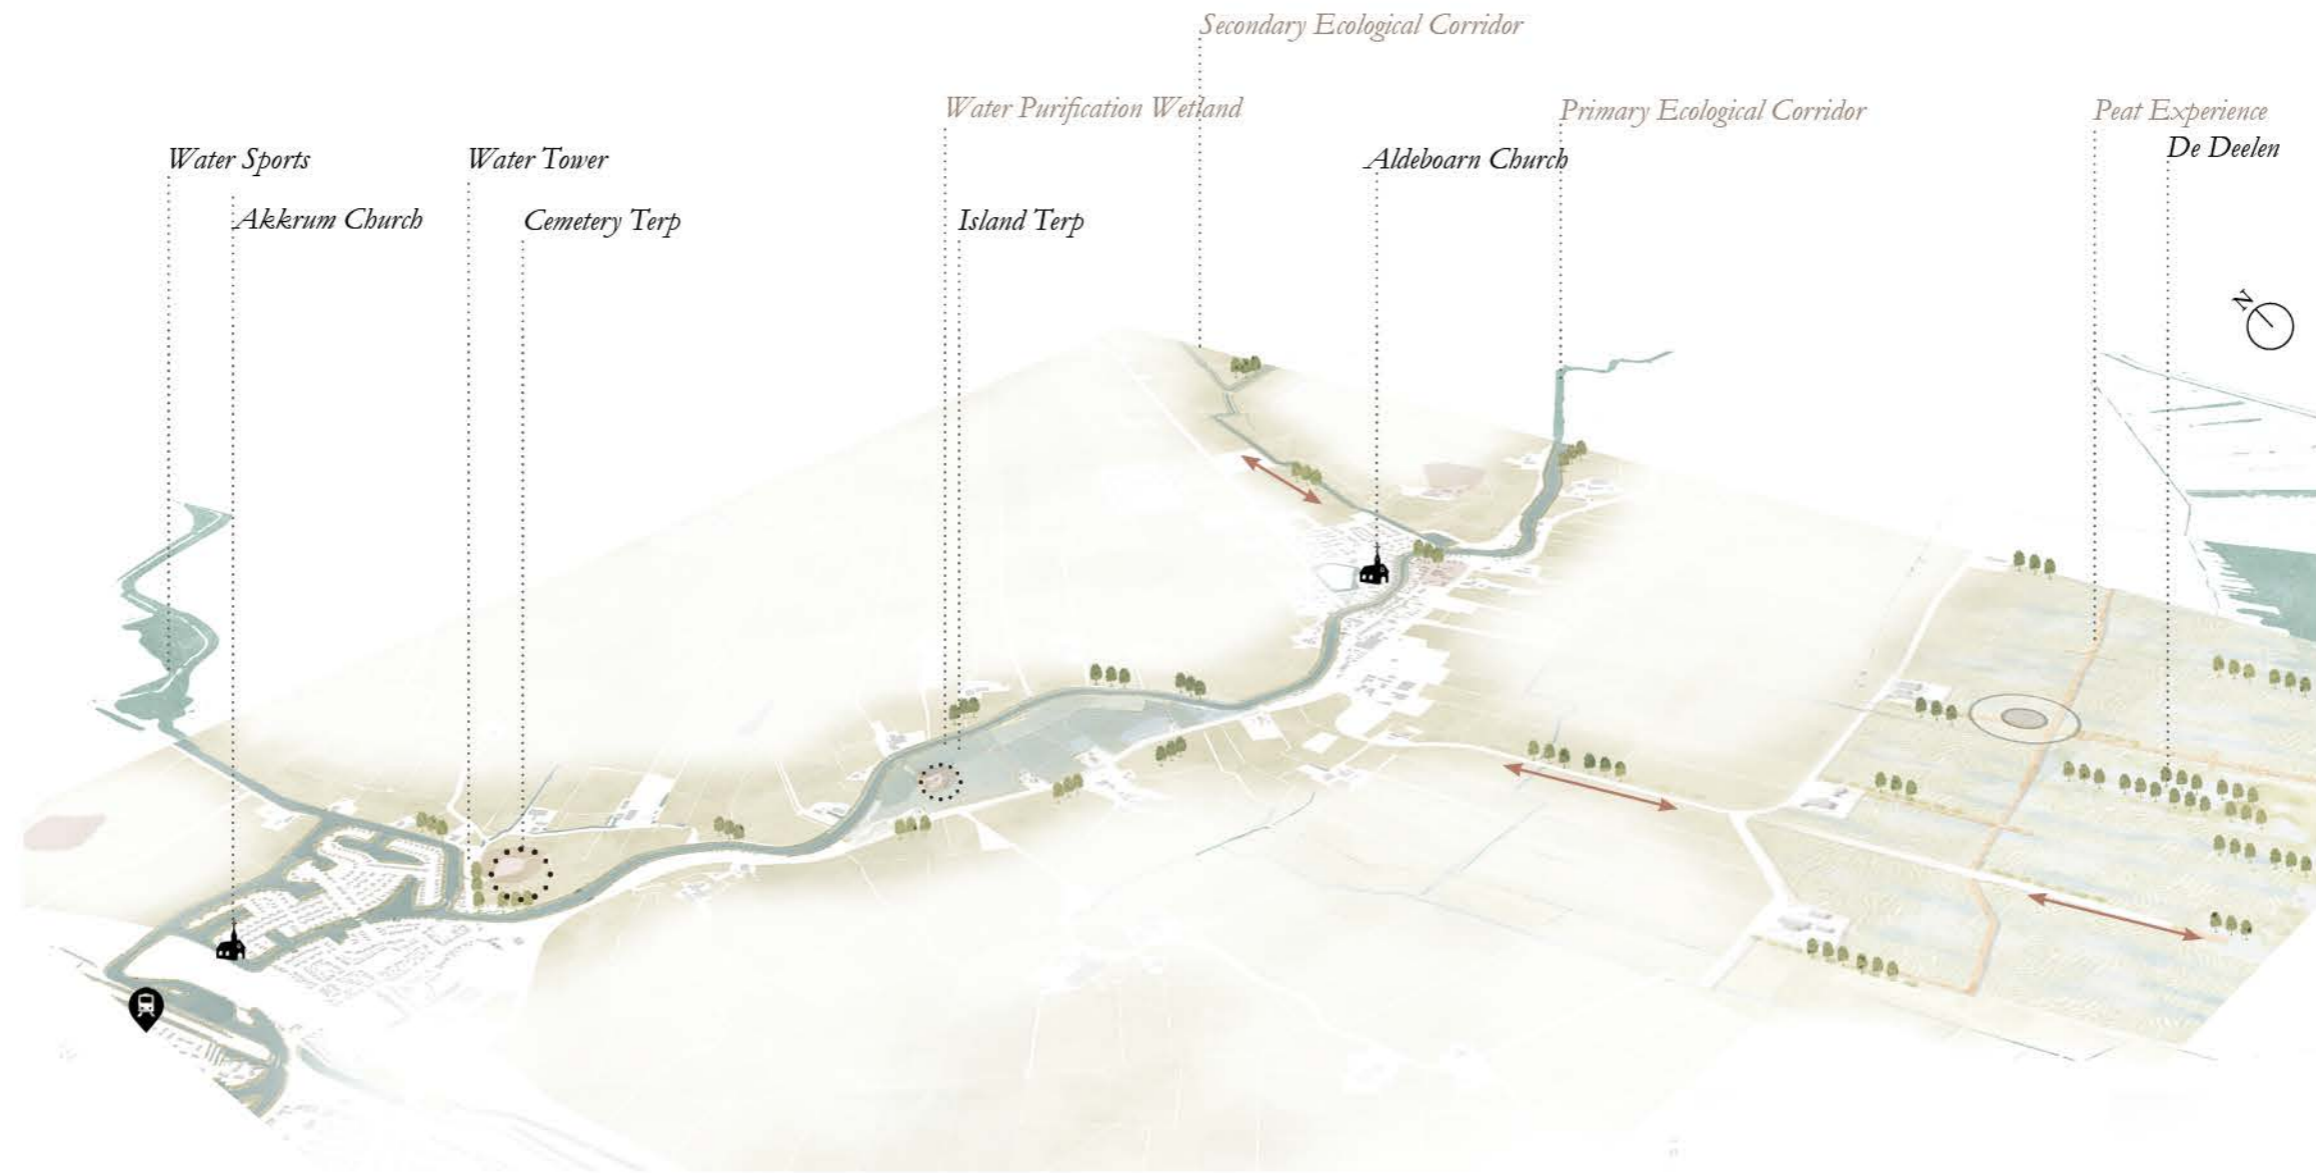 Secondary Ecological Corridor
Water Purification Wetland
Primary Ecological Corridor
Peat Experience
Water Sports
Water Tower
Aldeboarn Church
De Deelen
Akkrum Church
Cemetery Terp
Island Terp
N